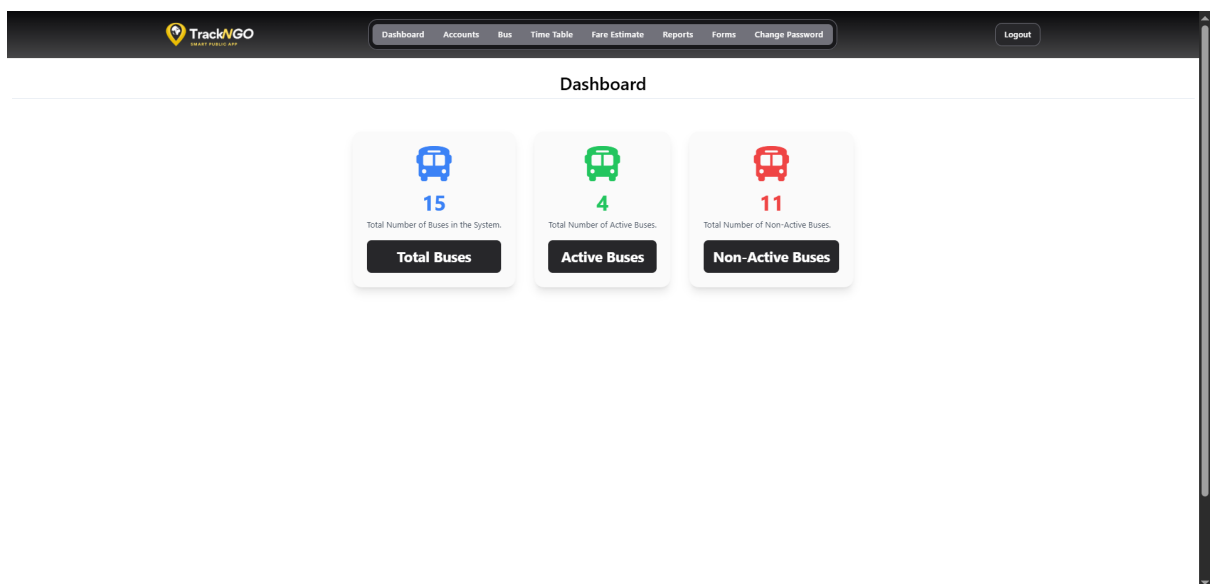 TrackNGO
SMART PUBLIC APP
Dashboard Accounts Bus Time Table Fare Estimate Reports Forms Change Password
Logout
Dashboard
15
Total Number of Buses in the System.
Total Buses
4
Total Number of Active Buses.
Active Buses
11
Total Number of Non-Active Buses.
Non-Active Buses